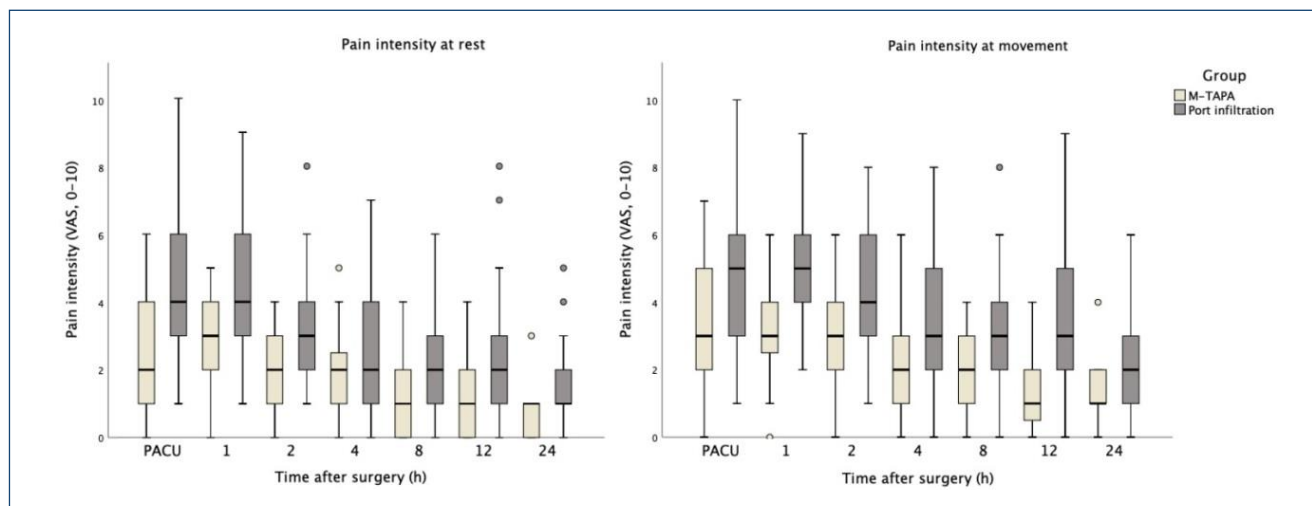 Pain intensity at rest
Pain intensity (VAS, 0-10)
10
8
6
4
2
0
PACU 1 2 4 8 12 24
Time after surgery (h)
Pain intensity at movement
Pain intensity (VAS, 0-10)
10
8
6
4
2
0
PACU 1 2 4 8 12 24
Time after surgery (h)
Group
M-TAPA
Port infiltration